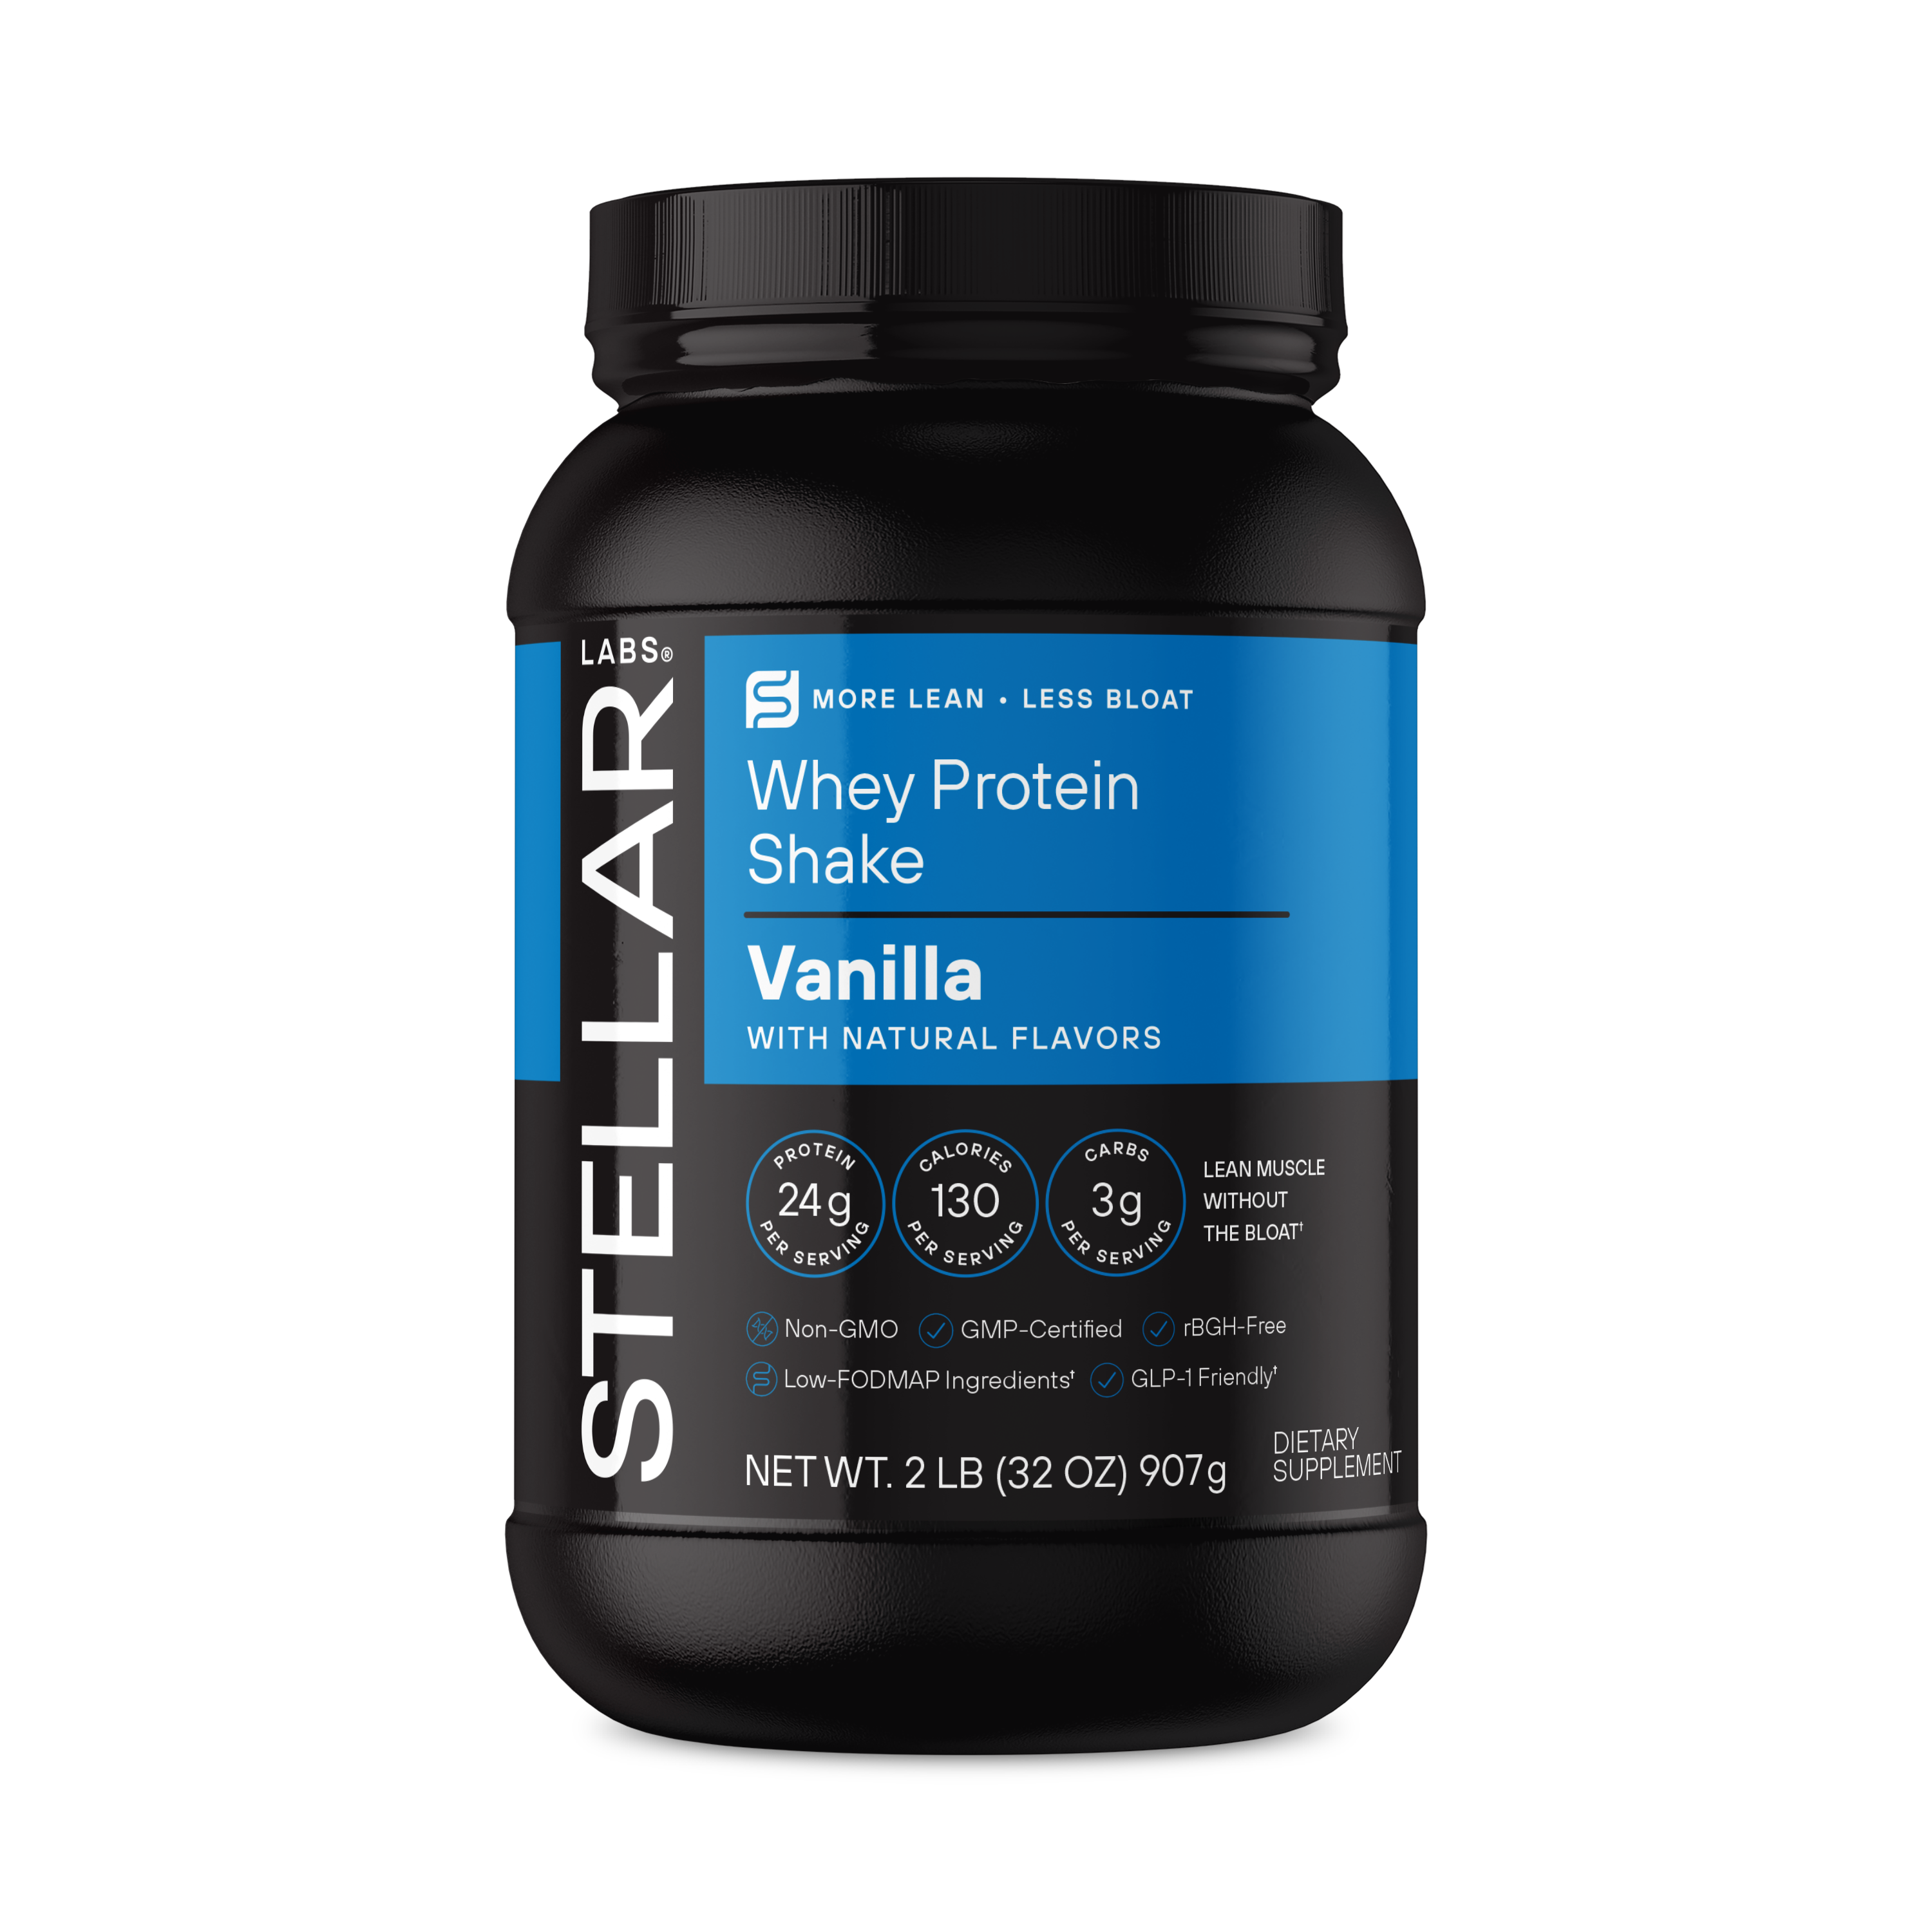 LABS®
STELLAR
MORE LEAN • LESS BLOAT
Whey Protein
Shake
Vanilla
WITH NATURAL FLAVORS
PROTEIN
24g
PER SERVING
CALORIES
130
PER SERVING
CARBS
3g
PER SERVING
LEAN MUSCLE
WITHOUT
THE BLOAT†
Non-GMO
GMP-Certified
rBGH-Free
Low-FODMAP Ingredients†
GLP-1 Friendly†
NET WT. 2 LB (32 OZ) 907g
DIETARY
SUPPLEMENT